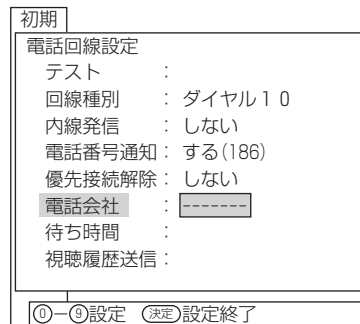 初期
電話回線設定
テスト　　　：
回線種別　　：ダイヤル１０
内線発信　　：しない
電話番号通知：する(186)
優先接続解除：しない
電話会社　　：-------
待ち時間　　：
視聴履歴送信：
⓪－⑨設定　決定設定終了